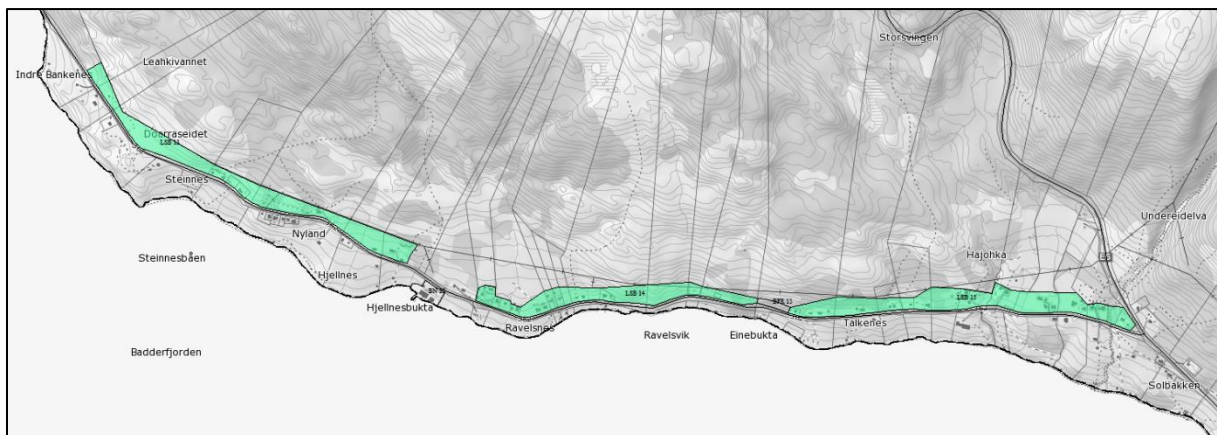 Storsvingen
Leahkivannet
Indre Bankenes
Doarraseidet
LSB 13
Steinnes
Undereidelva
Nyland
Hajohka
Steinnesbåen
Hjellnes
LSB 14
LSB 15
Hjellnesbukta
Ravelsnes
Talkenes
Ravelsvik
Einebukta
Badderfjorden
Solbakken